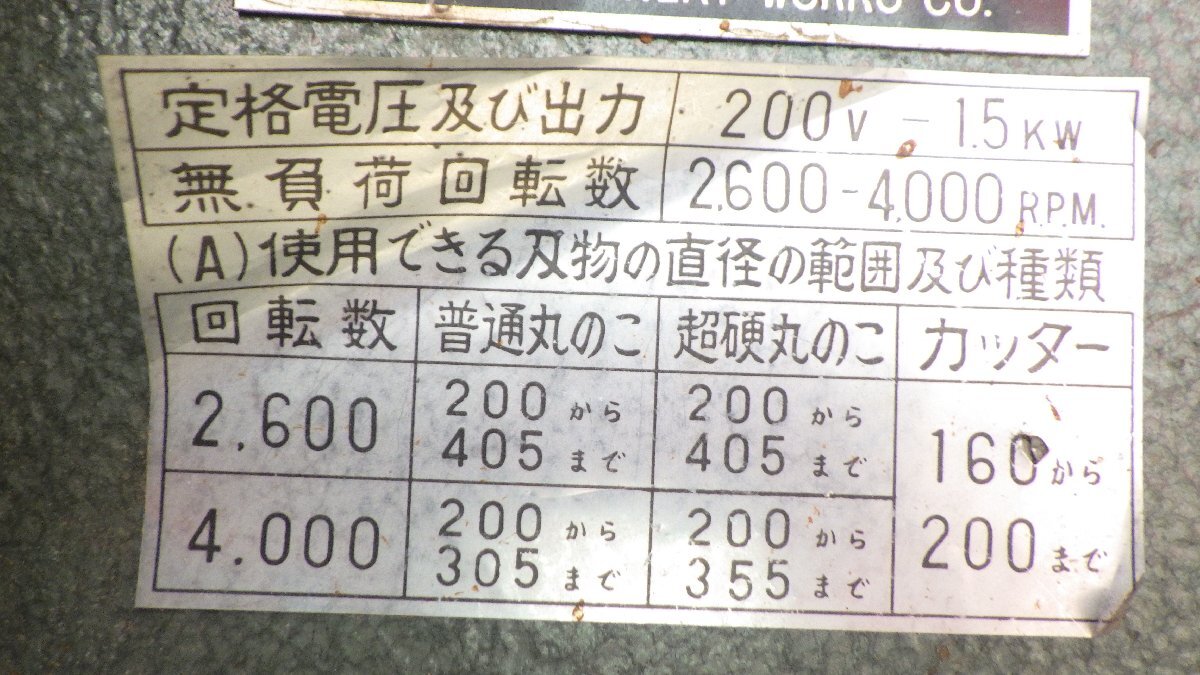 WORKS CO.
定格電圧及び出力 200V - 1.5KW
無負荷回転数 2,600-4,000 R.P.M.
(A)使用できる刃物の直径の範囲及び種類
回転数 普通丸のこ 超硬丸のこ カッター
2.600 200から 405まで 200から 405まで 160から 200まで
4.000 200から 305まで 200から 355まで